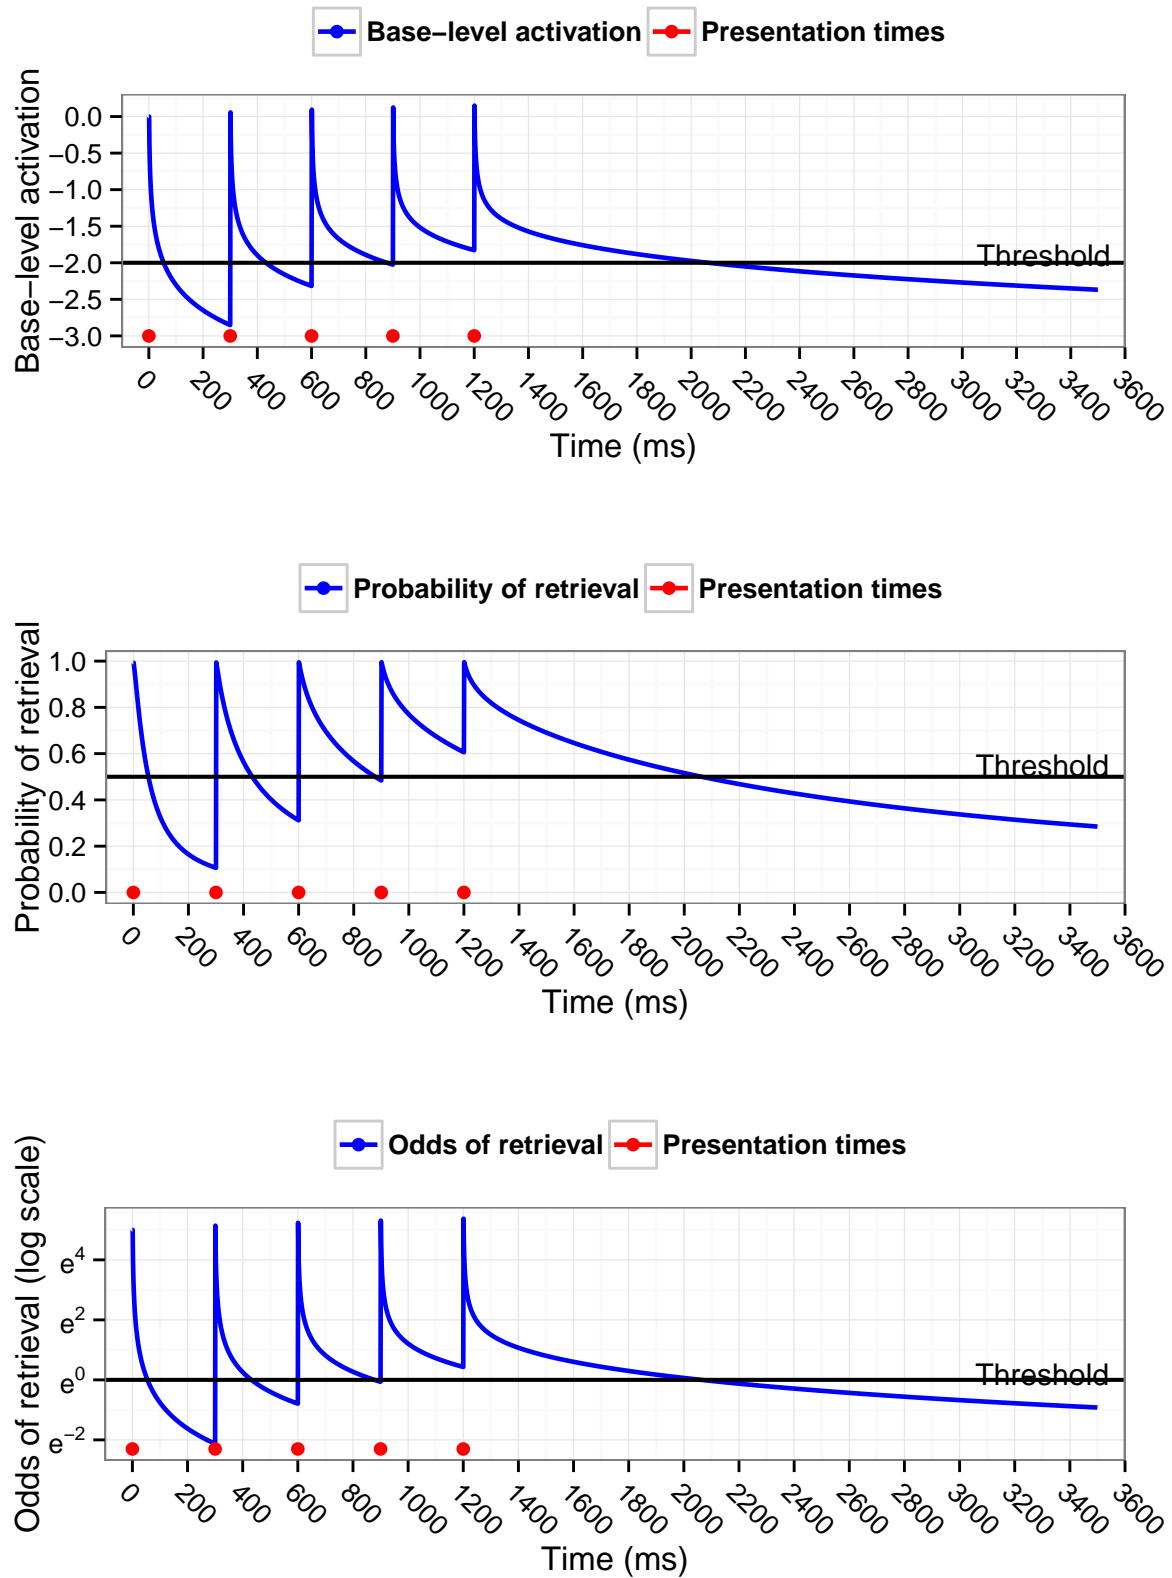 Base−level activation Presentation times
Base−level activation
0.0
−0.5
−1.0
−1.5
−2.0
−2.5
−3.0
Threshold
0 200 400 600 800 1000 1200 1400 1600 1800 2000 2200 2400 2600 2800 3000 3200 3400 3600
Time (ms)
Probability of retrieval Presentation times
Probability of retrieval
1.0
0.8
0.6
0.4
0.2
0.0
Threshold
0 200 400 600 800 1000 1200 1400 1600 1800 2000 2200 2400 2600 2800 3000 3200 3400 3600
Time (ms)
Odds of retrieval Presentation times
Odds of retrieval (log scale)
e⁴
e²
e⁰
e⁻²
Threshold
0 200 400 600 800 1000 1200 1400 1600 1800 2000 2200 2400 2600 2800 3000 3200 3400 3600
Time (ms)